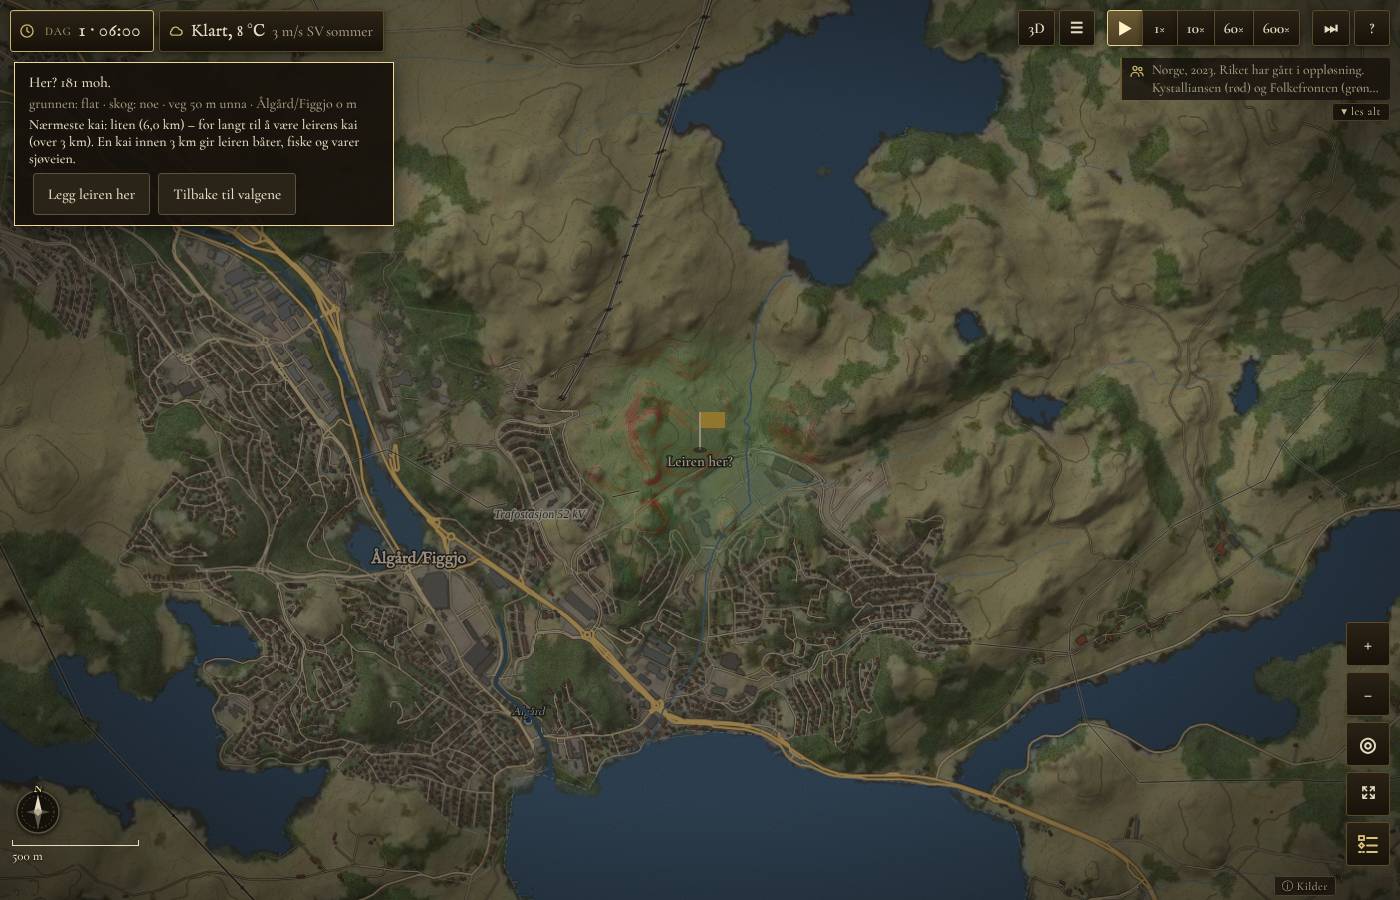 DAG 1 · 06:00
Klart, 8 °C 3 m/s SV sommer
3D
1×
10×
60×
600×
?
Her? 181 moh.
grunnen: flat · skog: noe · veg 50 m unna · Ålgård/Figgjo 0 m
Nærmeste kai: liten (6,0 km) – for langt til å være leirens kai
(over 3 km). En kai innen 3 km gir leiren båter, fiske og varer
sjøveien.
Legg leiren her
Tilbake til valgene
Norge, 2023. Riket har gått i oppløsning.
Kystalliansen (rød) og Folkefronten (grøn...
▾ les alt
Leiren her?
Trafostasjon 52 kV
Ålgård/Figgjo
Ålgård
+
−
N
500 m
ⓘ Kilder